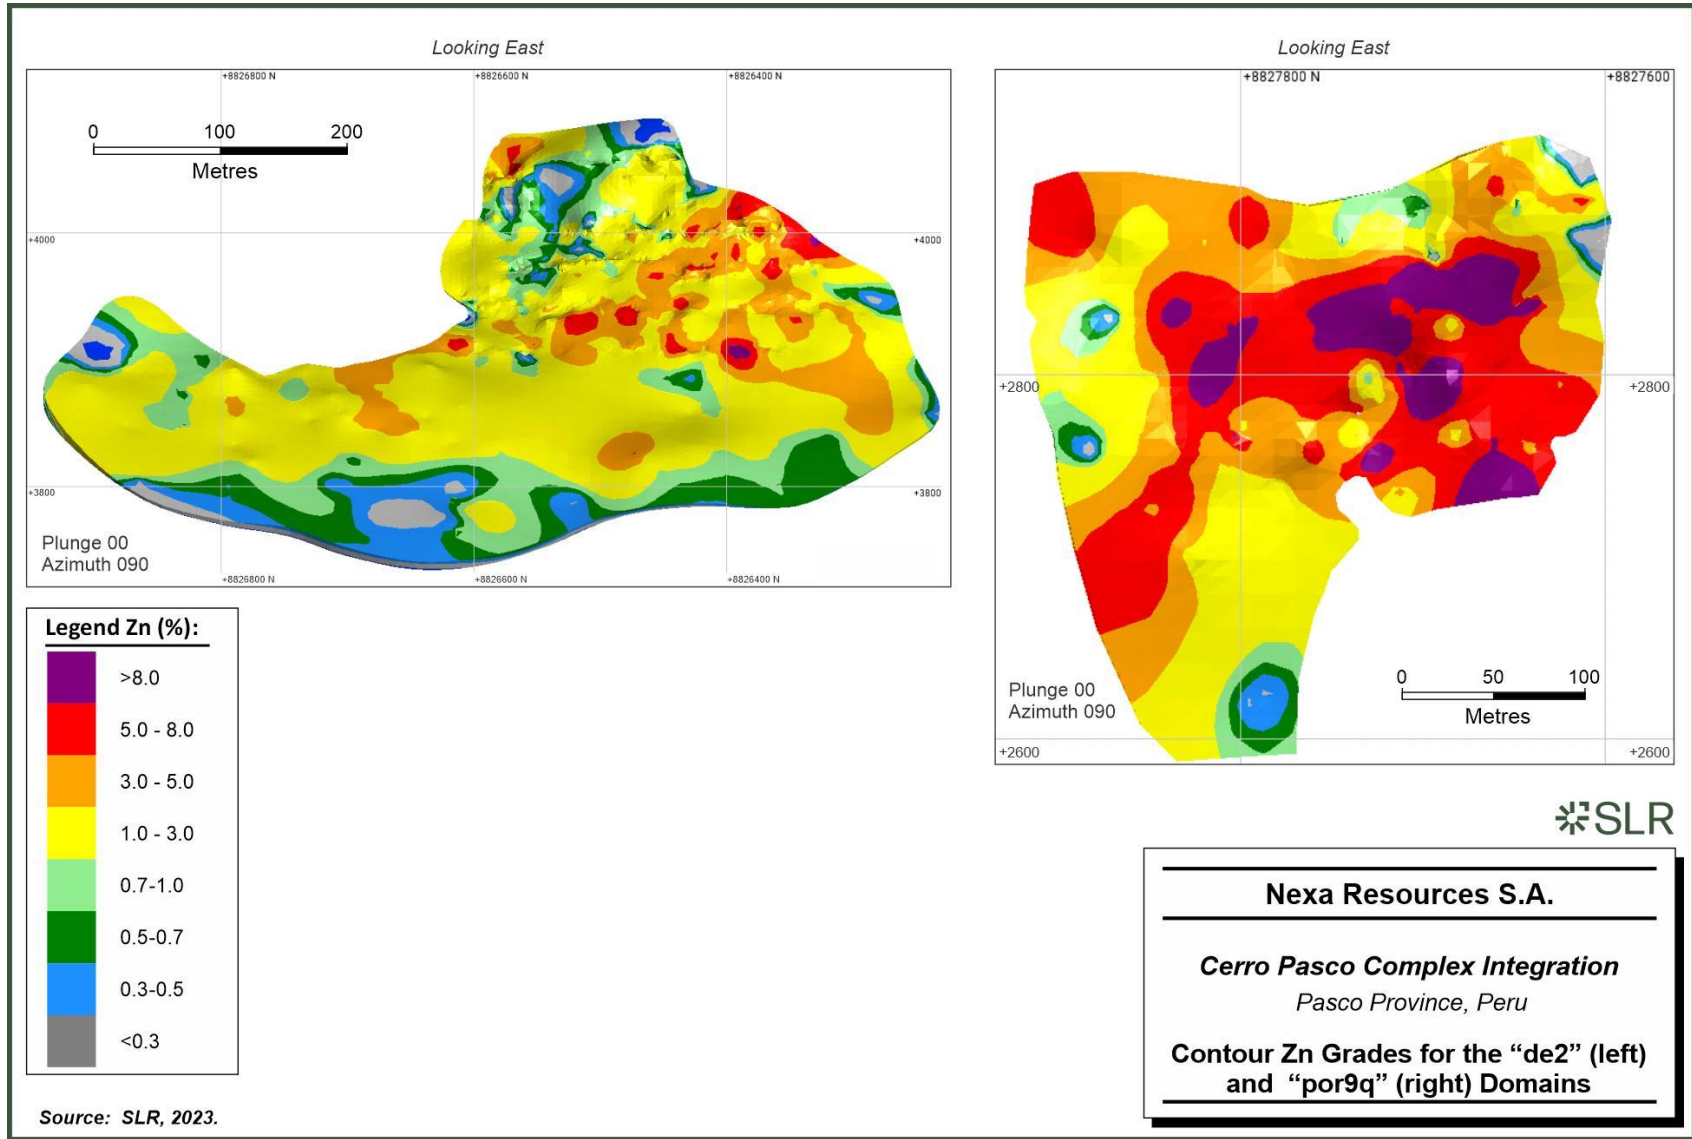 Looking East
+8826800 N
+8826600 N
+8826400 N
0 100 200
Metres
+4000
+4000
+3800
+3800
Plunge 00
Azimuth 090
+8826800 N
+8826600 N
+8826400 N
Looking East
+8827800 N
+8827600
+2800
+2800
Plunge 00
Azimuth 090
0 50 100
Metres
+2600
+2600
Legend Zn (%):
>8.0
5.0 - 8.0
3.0 - 5.0
1.0 - 3.0
0.7-1.0
0.5-0.7
0.3-0.5
<0.3
Source: SLR, 2023.
SLR
Nexa Resources S.A.
Cerro Pasco Complex Integration
Pasco Province, Peru
Contour Zn Grades for the “de2” (left)
and “por9q” (right) Domains